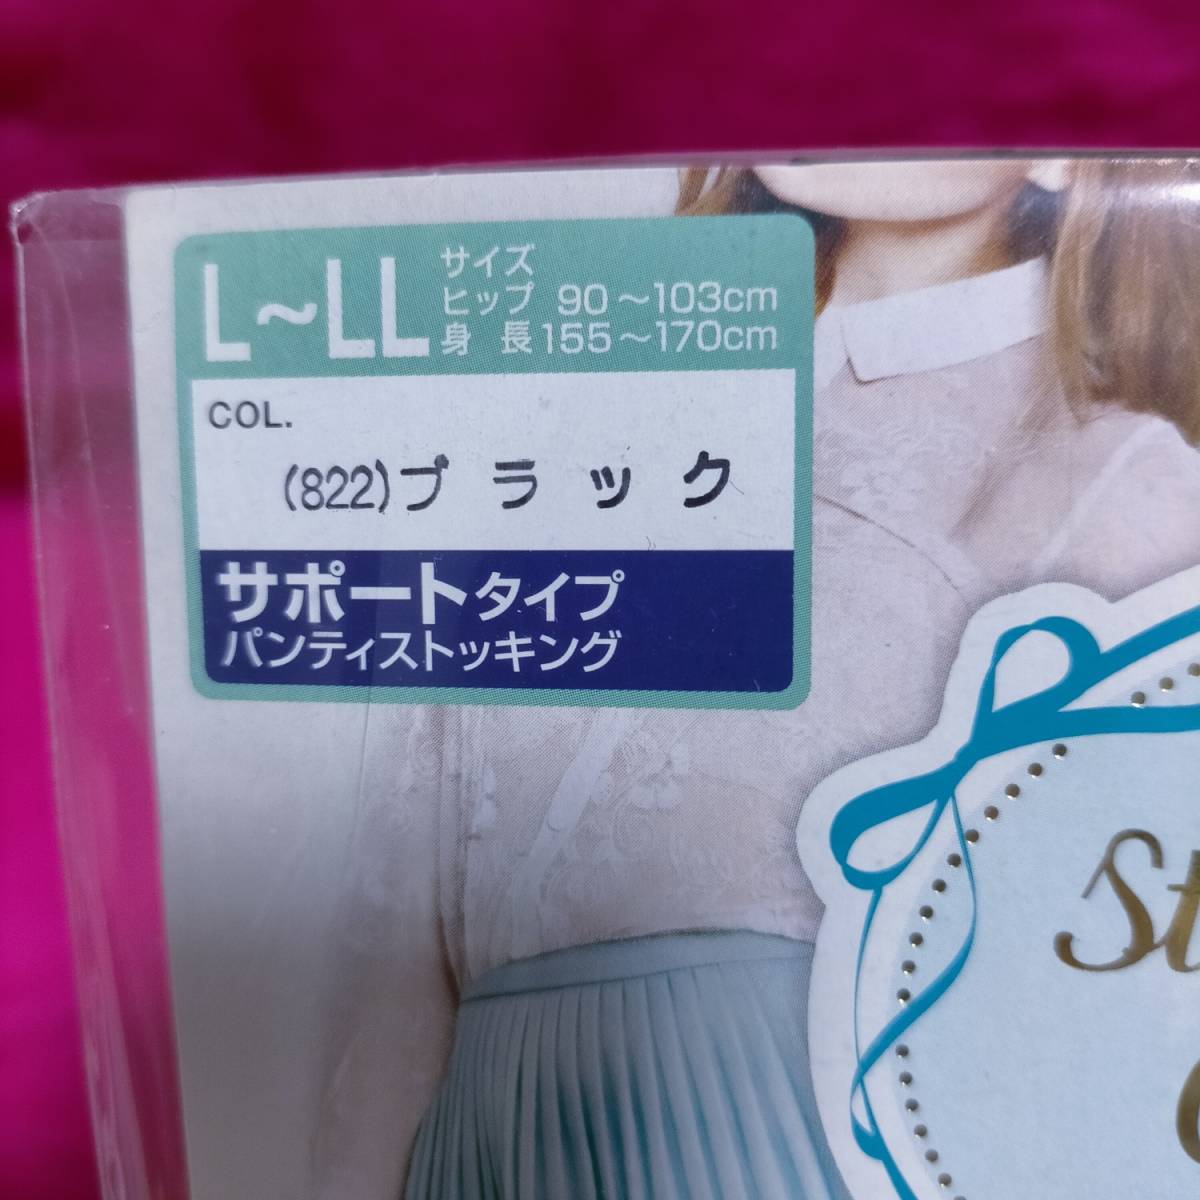 L～LL
サイズ
ヒップ 90～103cm
身 長 155～170cm
COL.
(822)ブラック
サポートタイプ
パンティストッキング